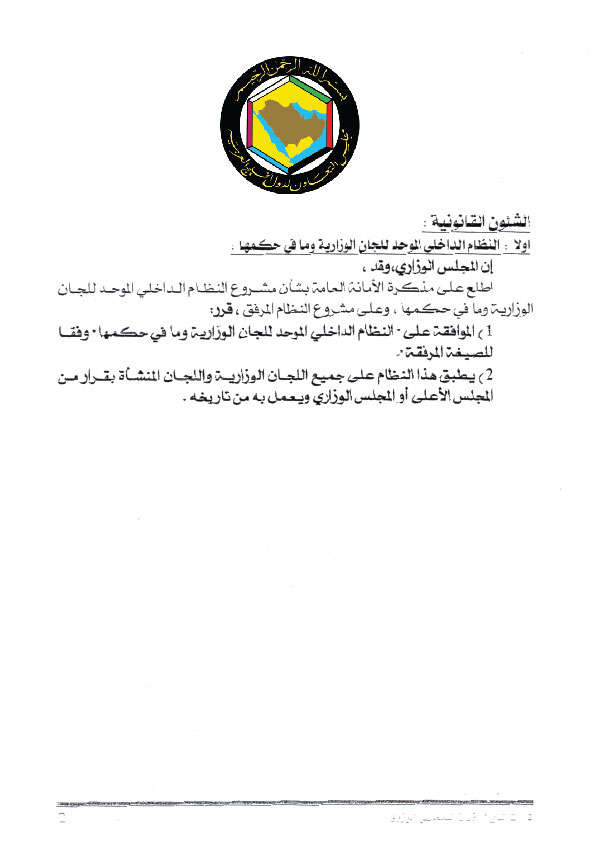 بسم الله الرحمن الرحيم
مجلس التعاون لدول الخليج العربية
الشئون القانونية :
اولا : النظام الداخلي الموحد للجان الوزارية وما في حكمها :
إن المجلس الوزاري،وقد ،
اطلع على مذكرة الأمانة العامة بشأن مشروع النظام الداخلي الموحد للجان
الوزارية وما في حكمها ، وعلى مشروع النظام المرفق ، قرر:
1) الموافقة على " النظام الداخلي الموحد للجان الوزارية وما في حكمها " وفقا
للصيغة المرفقة ".
2) يطبق هذا النظام على جميع اللجان الوزارية واللجان المنشأة بقرار من
المجلس الأعلى أو المجلس الوزاري ويعمل به من تاريخه .
2